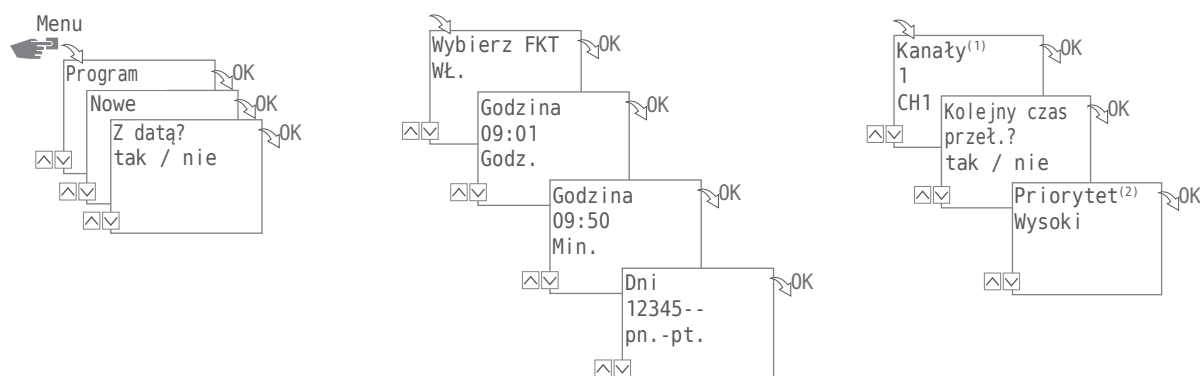 Menu
Program
OK
Nowe
OK
Z datą?
tak / nie
OK
Wybierz FKT
WŁ.
OK
Godzina
09:01
Godz.
OK
Godzina
09:50
Min.
OK
Dni
12345--
pn.-pt.
OK
Kanały(1)
1
CH1
OK
Kolejny czas
przeł.?
tak / nie
OK
Priorytet(2)
Wysoki
OK